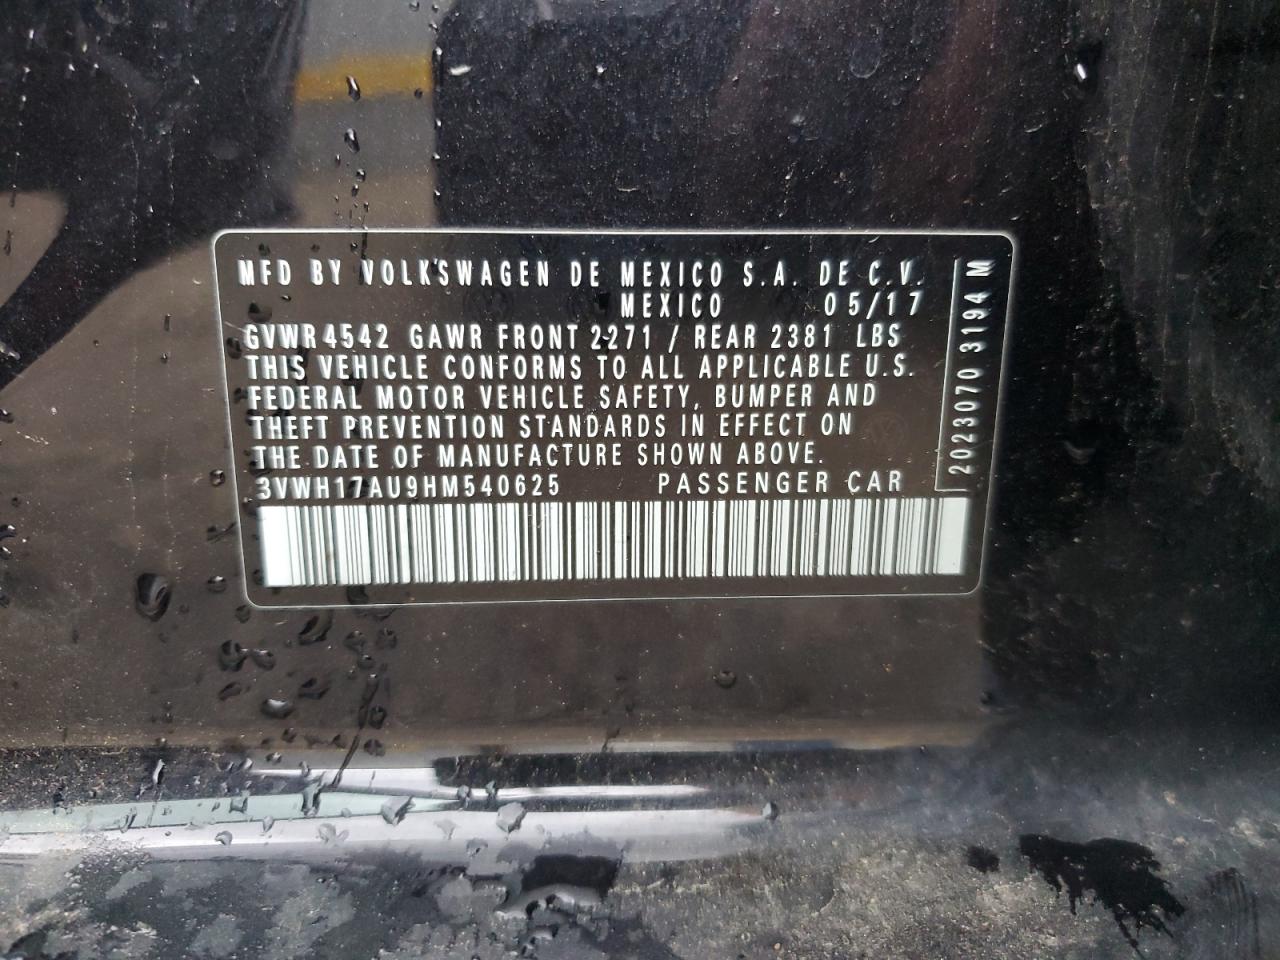 MFD BY VOLKSWAGEN DE MEXICO S.A. DE C.V.
MEXICO 05/17
GVWR 4542 GAWR FRONT 2271 / REAR 2381 LBS
THIS VEHICLE CONFORMS TO ALL APPLICABLE U.S.
FEDERAL MOTOR VEHICLE SAFETY, BUMPER AND
THEFT PREVENTION STANDARDS IN EFFECT ON
THE DATE OF MANUFACTURE SHOWN ABOVE.
3VWH17AU9HM540625 PASSENGER CAR
2023070 3194 M